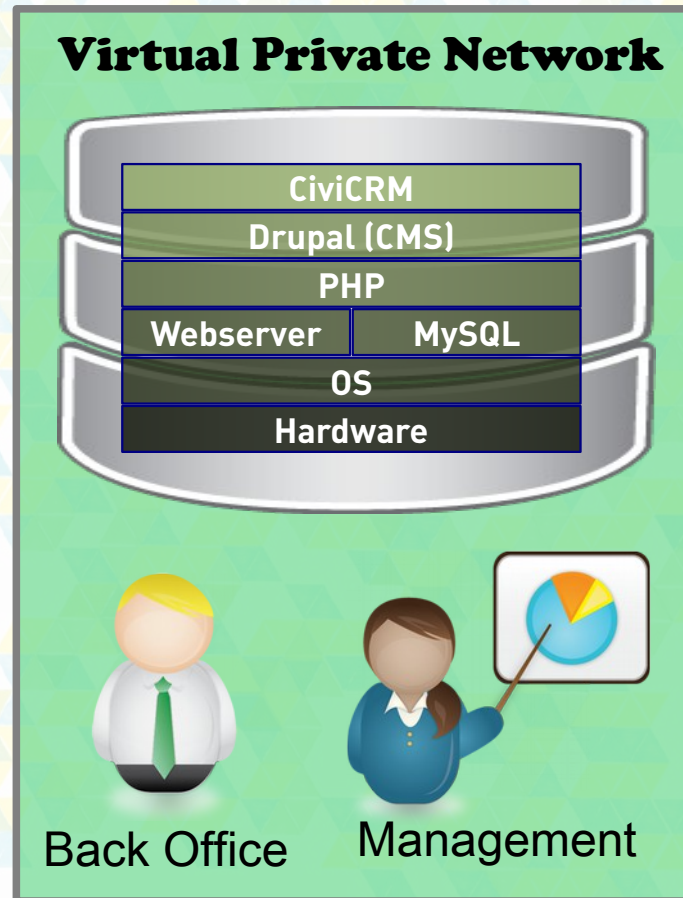 Virtual Private Network
CiviCRM
Drupal (CMS)
PHP
Webserver MySQL
OS
Hardware
Back Office Management